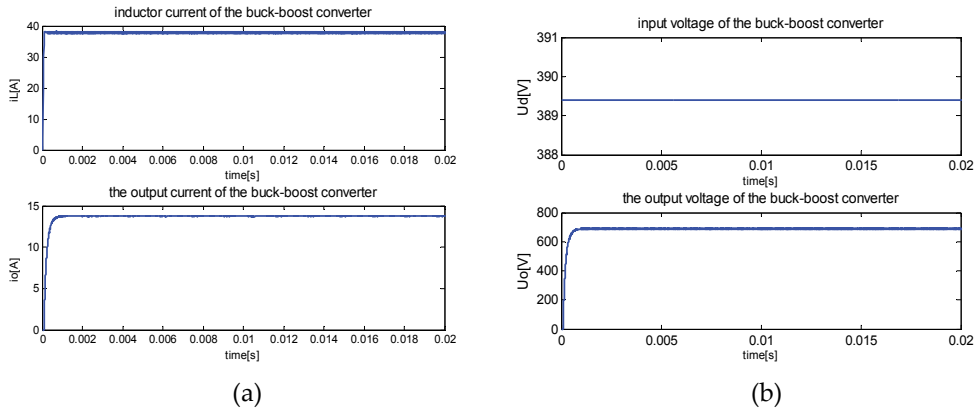 inductor current of the buck-boost converter
40
30
20
10
0
iL[A]
0 0.002 0.004 0.006 0.008 0.01 0.012 0.014 0.016 0.018 0.02
time[s]
the output current of the buck-boost converter
15
10
5
0
io[A]
0 0.002 0.004 0.006 0.008 0.01 0.012 0.014 0.016 0.018 0.02
time[s]
(a)
input voltage of the buck-boost converter
391
390
389
388
Ud[V]
0 0.005 0.01 0.015 0.02
time[s]
the output voltage of the buck-boost converter
800
600
400
200
0
Uo[V]
0 0.005 0.01 0.015 0.02
time[s]
(b)